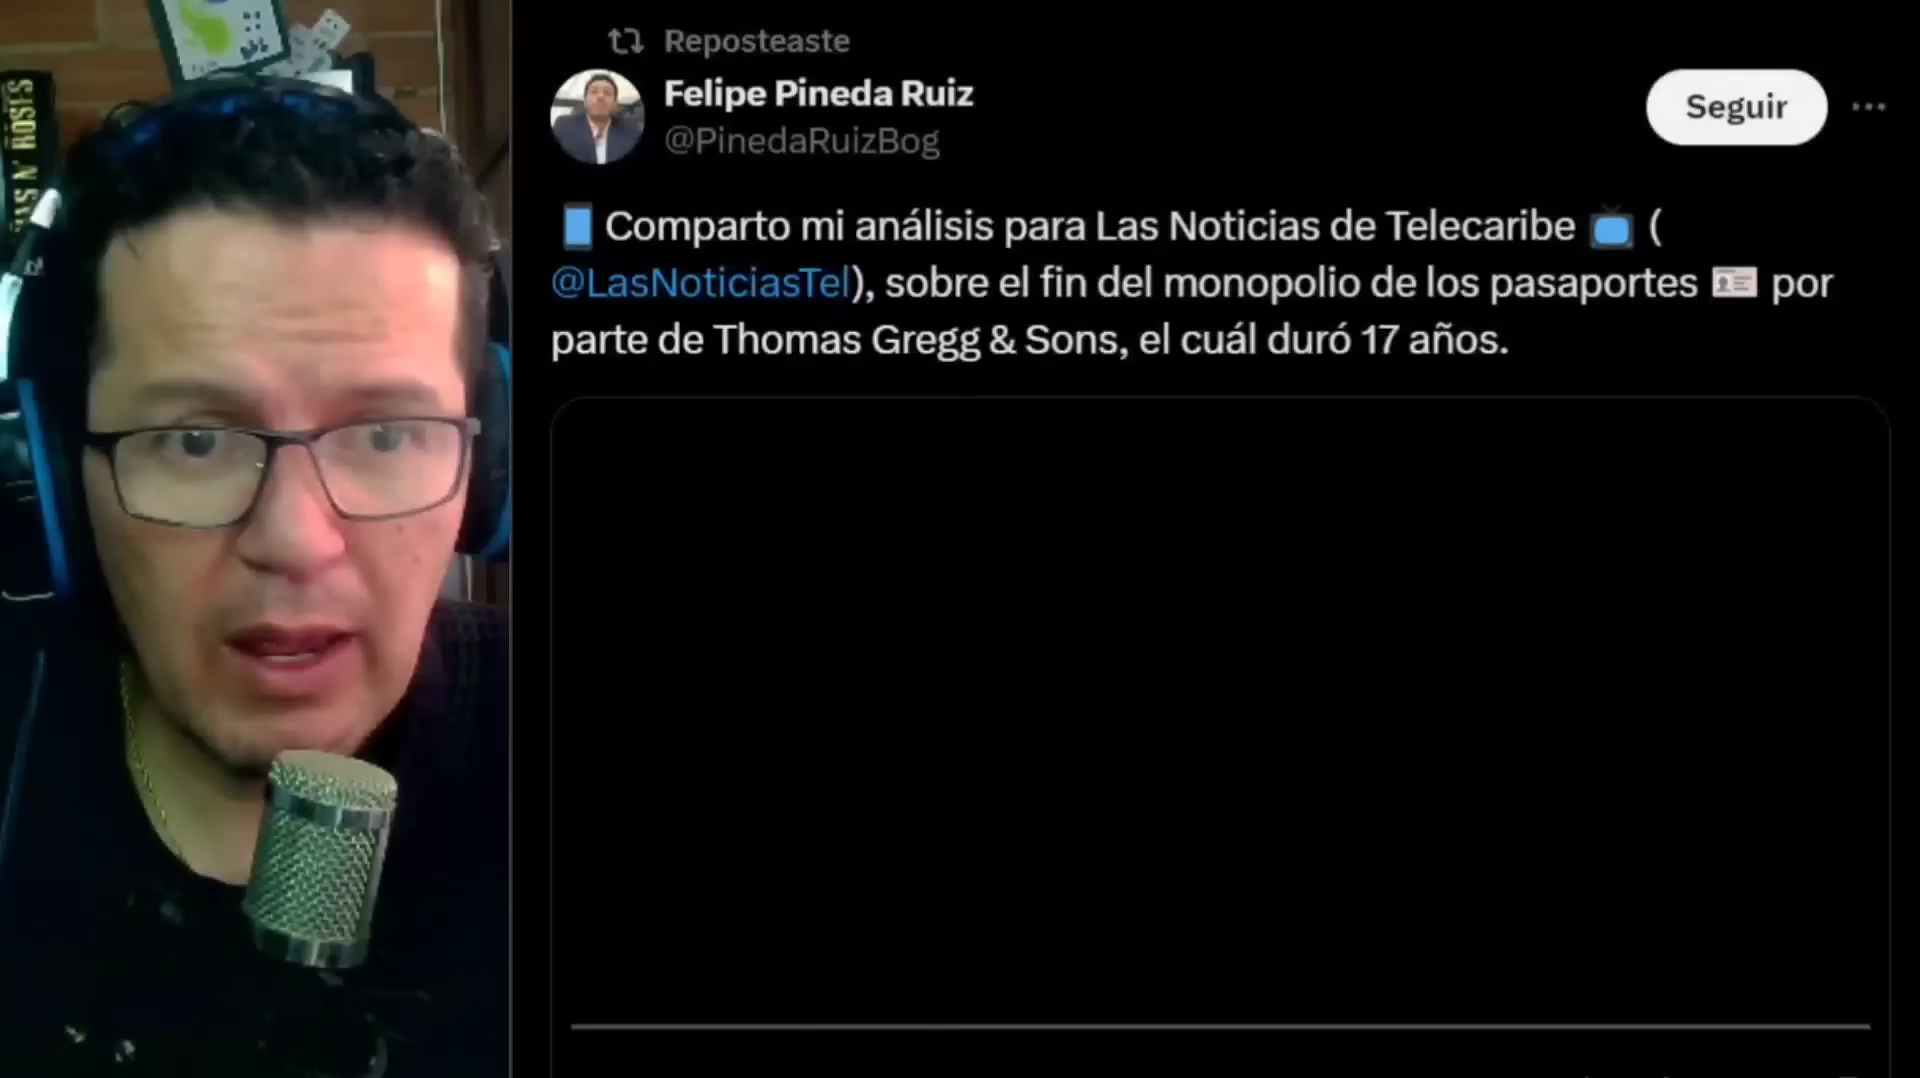 Reposteaste
Felipe Pineda Ruiz
@PinedaRuizBog
Seguir
Comparto mi análisis para Las Noticias de Telecaribe (
@LasNoticiasTel), sobre el fin del monopolio de los pasaportes por
parte de Thomas Gregg & Sons, el cuál duró 17 años.
N' ROSES